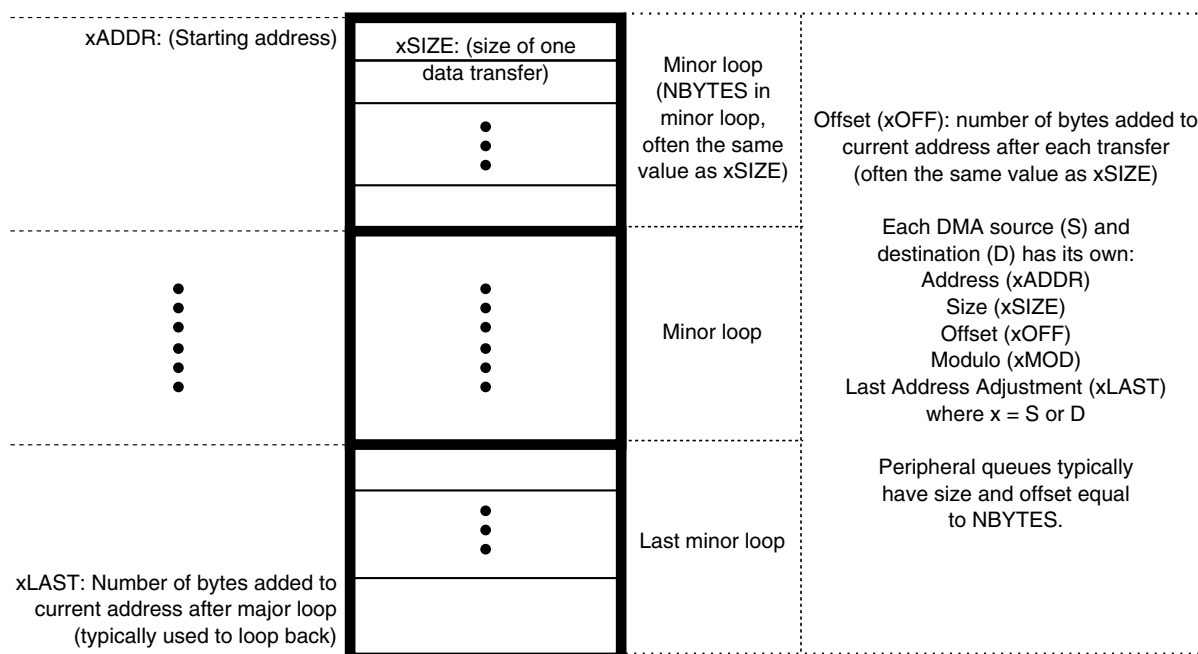 xADDR: (Starting address)
xSIZE: (size of one
data transfer)
Minor loop
(NBYTES in
minor loop,
often the same
value as xSIZE)
Offset (xOFF): number of bytes added to
current address after each transfer
(often the same value as xSIZE)
Each DMA source (S) and
destination (D) has its own:
Address (xADDR)
Size (xSIZE)
Offset (xOFF)
Modulo (xMOD)
Last Address Adjustment (xLAST)
where x = S or D
Peripheral queues typically
have size and offset equal
to NBYTES.
Minor loop
xLAST: Number of bytes added to
current address after major loop
(typically used to loop back)
Last minor loop